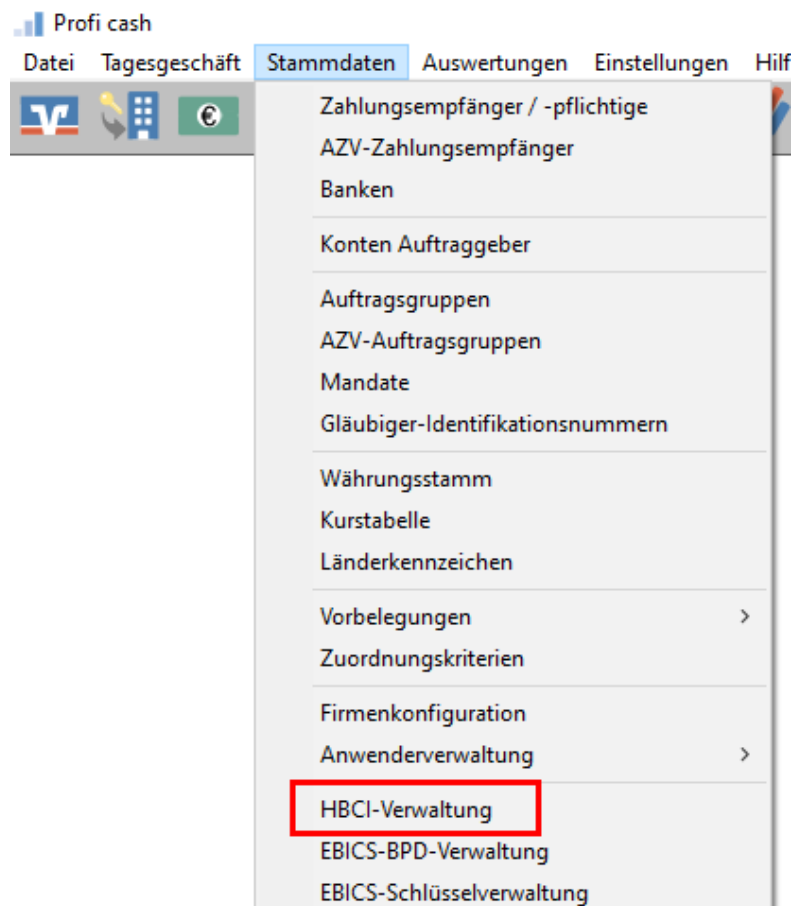 Profi cash
Datei Tagesgeschäft Stammdaten Auswertungen Einstellungen Hilf
€
Zahlungsempfänger / -pflichtige
AZV-Zahlungsempfänger
Banken
Konten Auftraggeber
Auftragsgruppen
AZV-Auftragsgruppen
Mandate
Gläubiger-Identifikationsnummern
Währungsstamm
Kurstabelle
Länderkennzeichen
Vorbelegungen
Zuordnungskriterien
Firmenkonfiguration
Anwenderverwaltung
HBCI-Verwaltung
EBICS-BPD-Verwaltung
EBICS-Schlüsselverwaltung